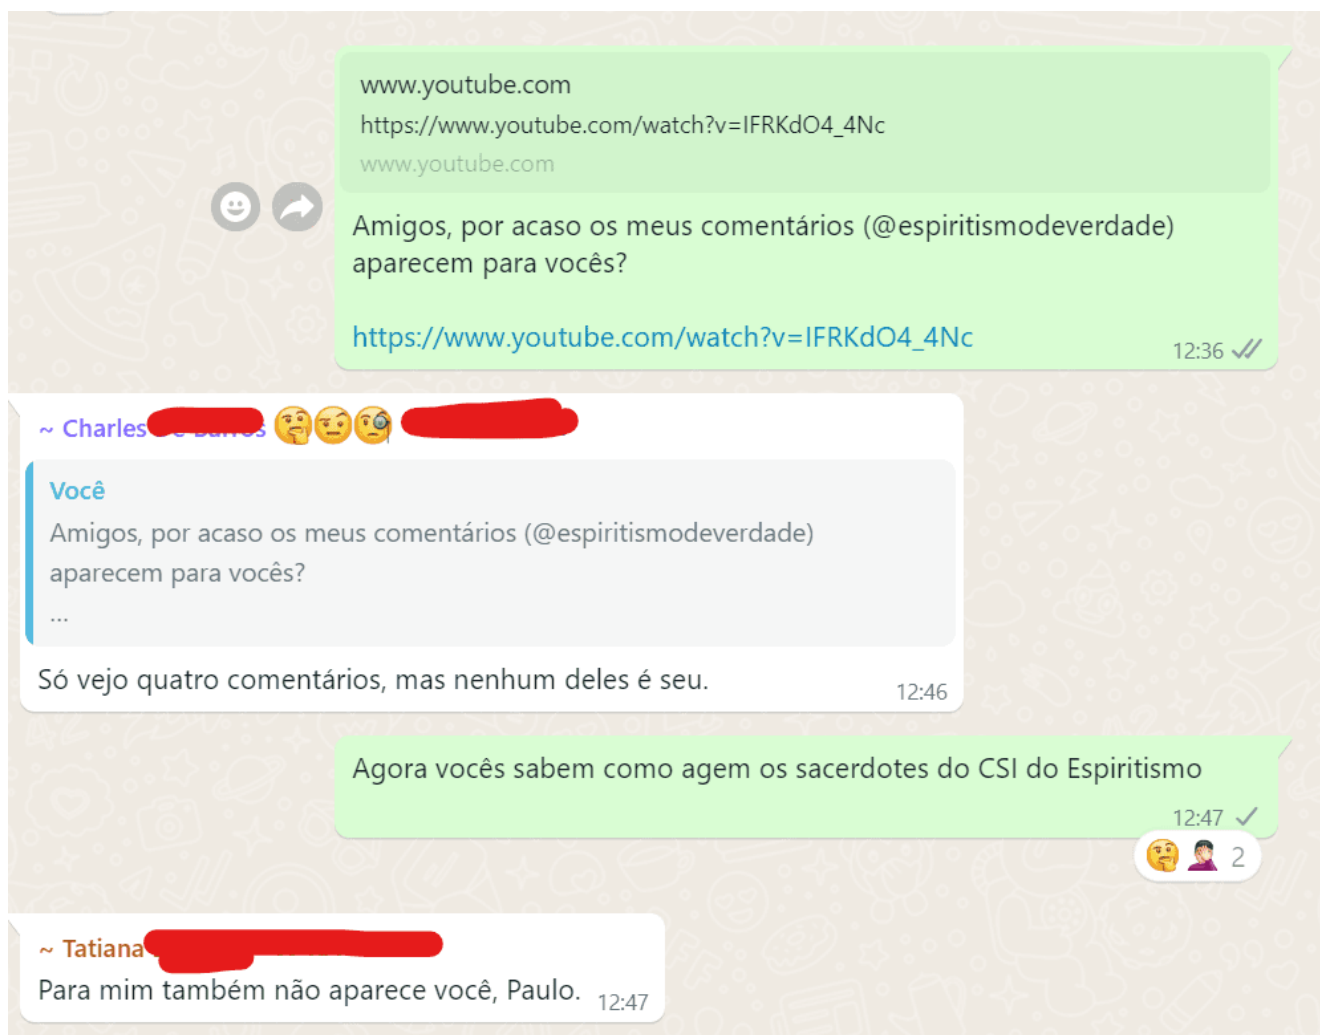 www.youtube.com
https://www.youtube.com/watch?v=IFRKdO4_4Nc
www.youtube.com
Amigos, por acaso os meus comentários (@espiritismodeverdade)
aparecem para vocês?
https://www.youtube.com/watch?v=IFRKdO4_4Nc
12:36
~ Charles
Você
Amigos, por acaso os meus comentários (@espiritismodeverdade)
aparecem para vocês?
...
Só vejo quatro comentários, mas nenhum deles é seu.
12:46
Agora vocês sabem como agem os sacerdotes do CSI do Espiritismo
12:47
2
~ Tatiana
Para mim também não aparece você, Paulo.
12:47